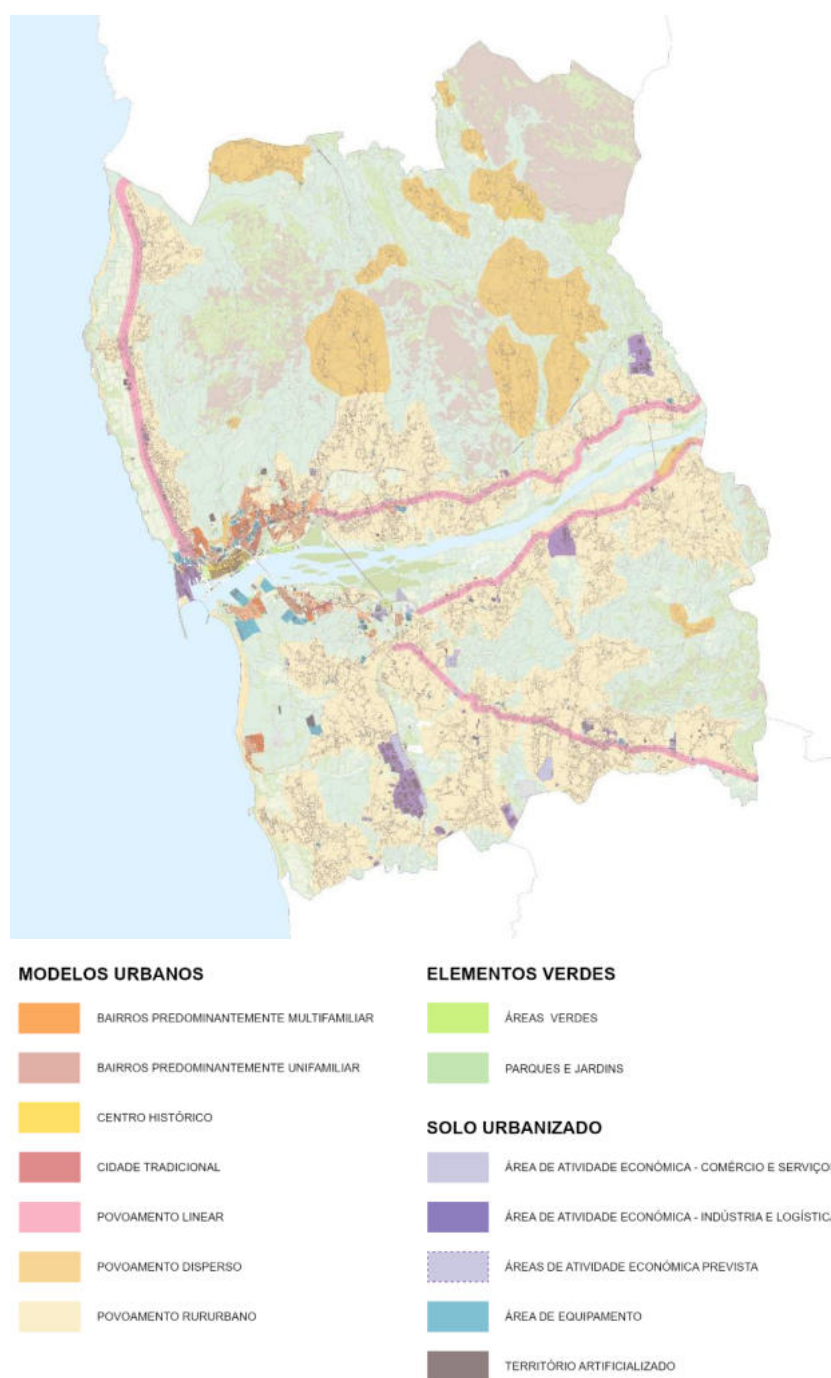 MODELOS URBANOS
BAIRROS PREDOMINANTEMENTE MULTIFAMILIAR
BAIRROS PREDOMINANTEMENTE UNIFAMILIAR
CENTRO HISTÓRICO
CIDADE TRADICIONAL
POVOAMENTO LINEAR
POVOAMENTO DISPERSO
POVOAMENTO RURURBANO
ELEMENTOS VERDES
ÁREAS VERDES
PARQUES E JARDINS
SOLO URBANIZADO
ÁREA DE ATIVIDADE ECONÓMICA - COMÉRCIO E SERVIÇOS
ÁREA DE ATIVIDADE ECONÓMICA - INDÚSTRIA E LOGÍSTICA
ÁREAS DE ATIVIDADE ECONÓMICA PREVISTA
ÁREA DE EQUIPAMENTO
TERRITÓRIO ARTIFICIALIZADO